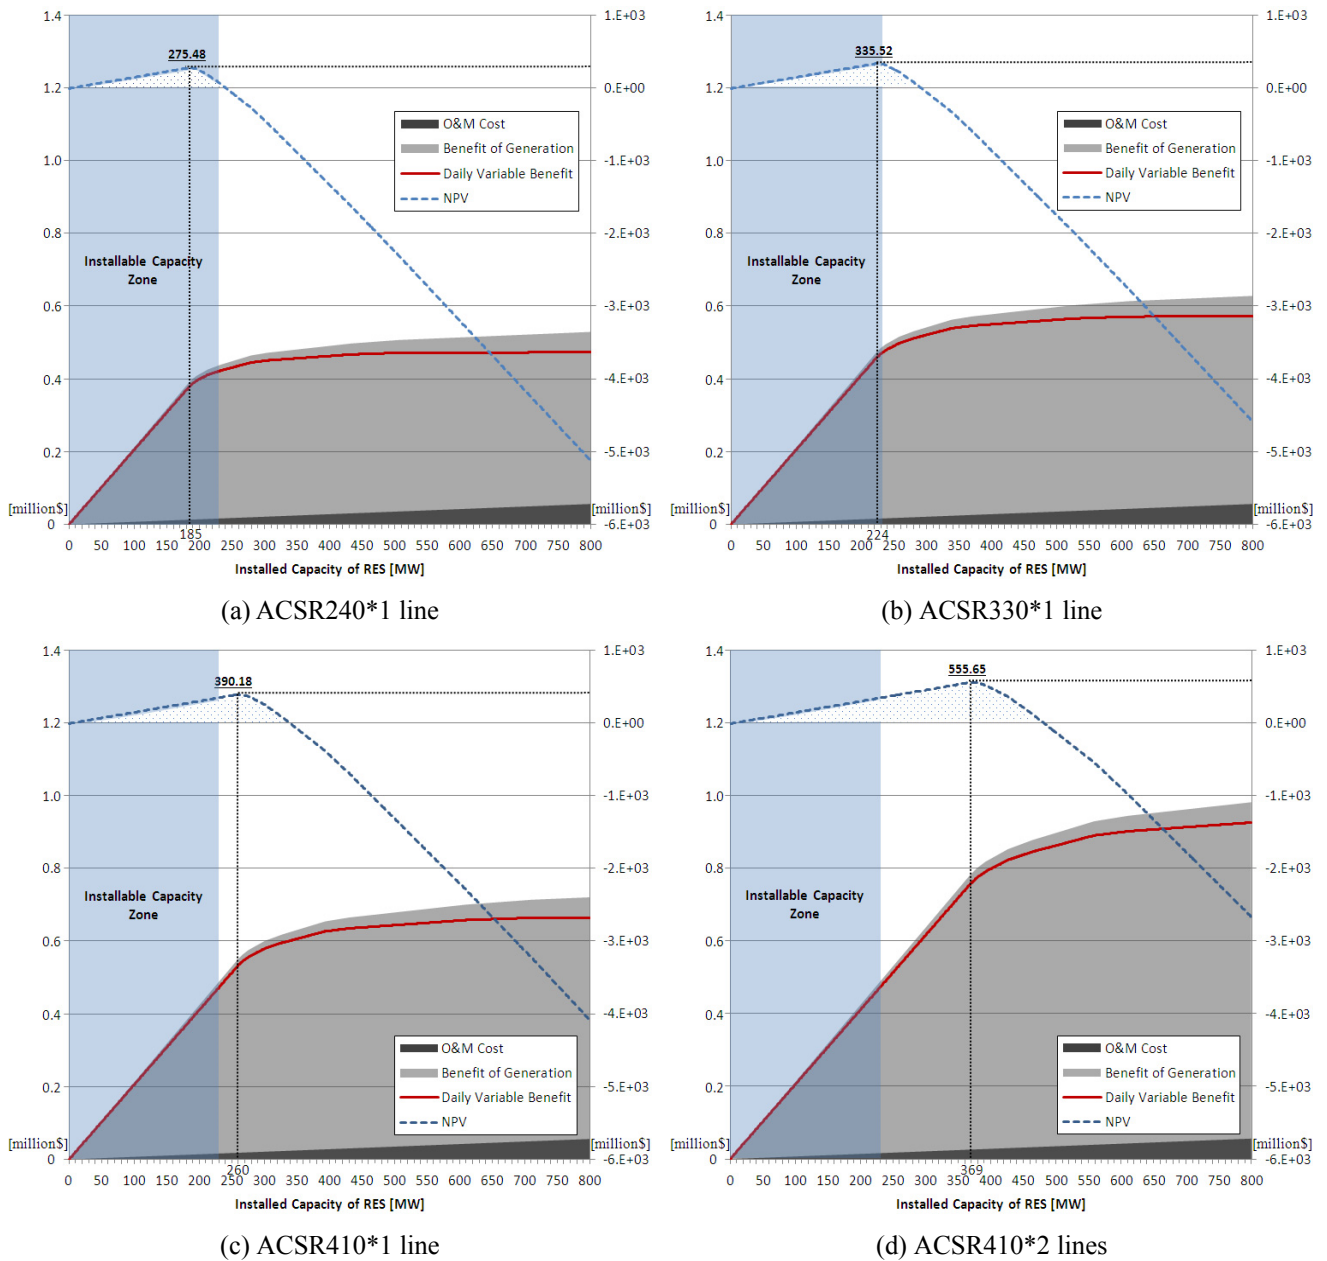 1.4
1.2
1.0
0.8
0.6
0.4
0.2
0
[million$]
1.E+03
0.E+00
-1.E+03
-2.E+03
-3.E+03
-4.E+03
-5.E+03
-6.E+03
[million$]
275.48
O&M Cost
Benefit of Generation
Daily Variable Benefit
NPV
Installable Capacity
Zone
185
0 50 100 150 200 250 300 350 400 450 500 550 600 650 700 750 800
Installed Capacity of RES [MW]
(a) ACSR240*1 line
1.4
1.2
1.0
0.8
0.6
0.4
0.2
0
[million$]
1.E+03
0.E+00
-1.E+03
-2.E+03
-3.E+03
-4.E+03
-5.E+03
-6.E+03
[million$]
335.52
O&M Cost
Benefit of Generation
Daily Variable Benefit
NPV
Installable Capacity
Zone
224
0 50 100 150 200 250 300 350 400 450 500 550 600 650 700 750 800
Installed Capacity of RES [MW]
(b) ACSR330*1 line
1.4
1.2
1.0
0.8
0.6
0.4
0.2
0
[million$]
1.E+03
0.E+00
-1.E+03
-2.E+03
-3.E+03
-4.E+03
-5.E+03
-6.E+03
[million$]
390.18
Installable Capacity
Zone
O&M Cost
Benefit of Generation
Daily Variable Benefit
NPV
260
0 50 100 150 200 250 300 350 400 450 500 550 600 650 700 750 800
Installed Capacity of RES [MW]
(c) ACSR410*1 line
1.4
1.2
1.0
0.8
0.6
0.4
0.2
0
[million$]
1.E+03
0.E+00
-1.E+03
-2.E+03
-3.E+03
-4.E+03
-5.E+03
-6.E+03
[million$]
555.65
Installable Capacity
Zone
O&M Cost
Benefit of Generation
Daily Variable Benefit
NPV
369
0 50 100 150 200 250 300 350 400 450 500 550 600 650 700 750 800
Installed Capacity of RES [MW]
(d) ACSR410*2 lines